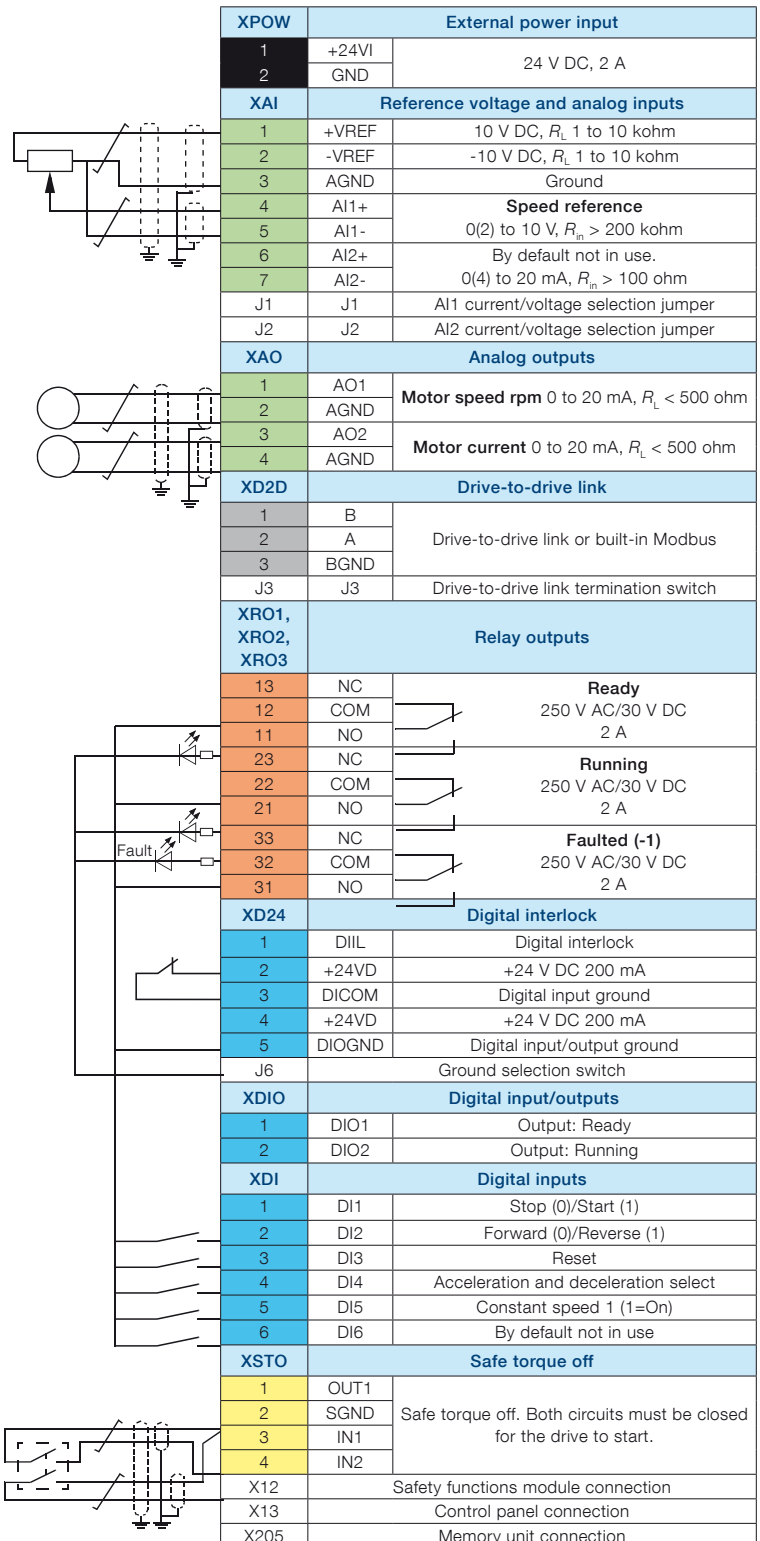 XPOW External power input
1 +24VI 24 V DC, 2 A
2 GND
XAI Reference voltage and analog inputs
1 +VREF 10 V DC, RL 1 to 10 kohm
2 -VREF -10 V DC, RL 1 to 10 kohm
3 AGND Ground
4 AI1+ Speed reference
5 AI1- 0(2) to 10 V, Rin > 200 kohm
6 AI2+ By default not in use.
7 AI2- 0(4) to 20 mA, Rin > 100 ohm
J1 J1 AI1 current/voltage selection jumper
J2 J2 AI2 current/voltage selection jumper
XAO Analog outputs
1 AO1 Motor speed rpm 0 to 20 mA, RL < 500 ohm
2 AGND
3 AO2 Motor current 0 to 20 mA, RL < 500 ohm
4 AGND
XD2D Drive-to-drive link
1 B
2 A Drive-to-drive link or built-in Modbus
3 BGND
J3 J3 Drive-to-drive link termination switch
XRO1,
XRO2, Relay outputs
XRO3
13 NC Ready
12 COM 250 V AC/30 V DC
11 NO 2 A
23 NC Running
22 COM 250 V AC/30 V DC
21 NO 2 A
33 NC Faulted (-1)
Fault 32 COM 250 V AC/30 V DC
31 NO 2 A
XD24 Digital interlock
1 DIIL Digital interlock
2 +24VD +24 V DC 200 mA
3 DICOM Digital input ground
4 +24VD +24 V DC 200 mA
5 DIOGND Digital input/output ground
J6 Ground selection switch
XDIO Digital input/outputs
1 DIO1 Output: Ready
2 DIO2 Output: Running
XDI Digital inputs
1 DI1 Stop (0)/Start (1)
2 DI2 Forward (0)/Reverse (1)
3 DI3 Reset
4 DI4 Acceleration and deceleration select
5 DI5 Constant speed 1 (1=On)
6 DI6 By default not in use
XSTO Safe torque off
1 OUT1
2 SGND Safe torque off. Both circuits must be closed
3 IN1 for the drive to start.
4 IN2
X12 Safety functions module connection
X13 Control panel connection
X205 Memory unit connection